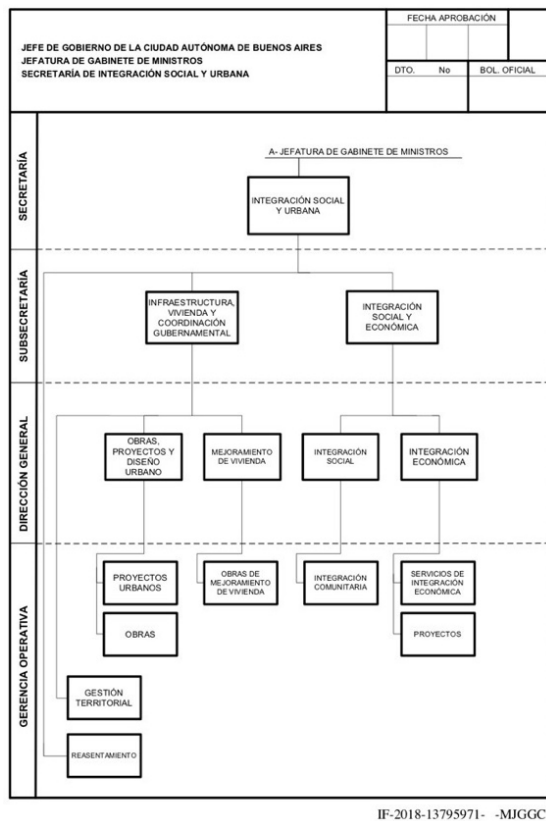 JEFE DE GOBIERNO DE LA CIUDAD AUTÓNOMA DE BUENOS AIRES
JEFATURA DE GABINETE DE MINISTROS
SECRETARÍA DE INTEGRACIÓN SOCIAL Y URBANA
FECHA APROBACIÓN
DTO. No
BOL. OFICIAL
SECRETARÍA
A- JEFATURA DE GABINETE DE MINISTROS
INTEGRACIÓN SOCIAL
Y URBANA
SUBSECRETARÍA
INFRAESTRUCTURA,
VIVIENDA Y
COORDINACIÓN
GUBERNAMENTAL
INTEGRACIÓN
SOCIAL Y
ECONÓMICA
DIRECCIÓN GENERAL
OBRAS,
PROYECTOS Y
DISEÑO
URBANO
MEJORAMIENTO
DE VIVIENDA
INTEGRACIÓN
SOCIAL
INTEGRACIÓN
ECONÓMICA
GERENCIA OPERATIVA
PROYECTOS
URBANOS
OBRAS DE
MEJORAMIENTO
DE VIVIENDA
INTEGRACIÓN
COMUNITARIA
SERVICIOS DE
INTEGRACIÓN
ECONÓMICA
OBRAS
PROYECTOS
GESTIÓN
TERRITORIAL
REASENTAMIENTO
IF-2018-13795971- -MJGGC